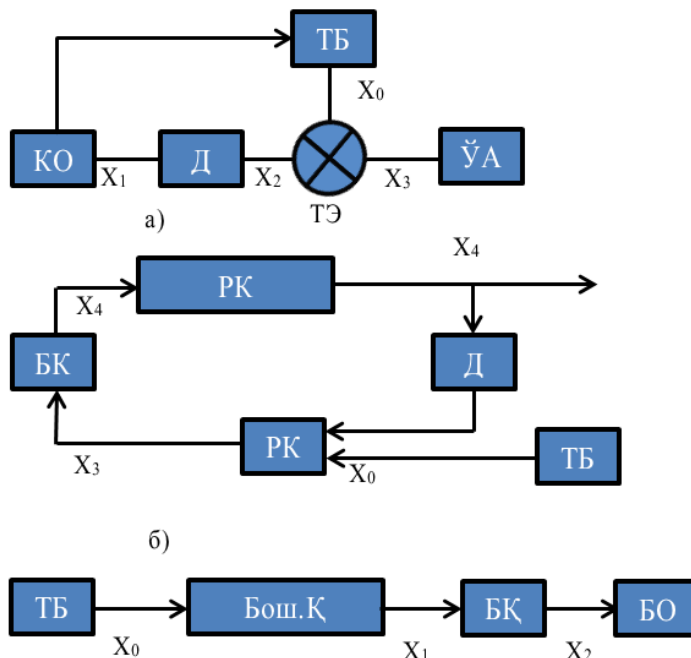 ТБ
X₀
КО
X₁
Д
X₂
X₃
ЎА
ТЭ
а)
X₄
РК
X₄
БК
Д
РК
ТБ
X₃
X₀
б)
ТБ
X₀
Бош.Қ
X₁
БҚ
X₂
БО